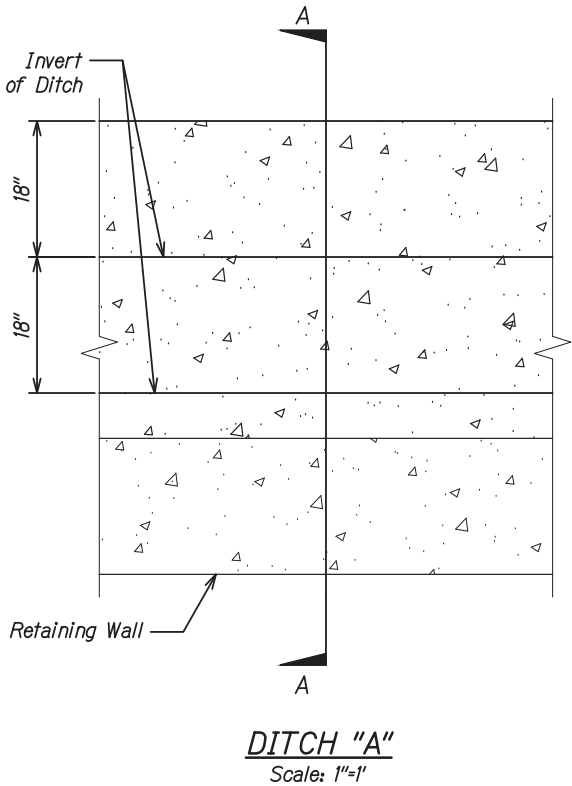 A
Invert
of Ditch
18"
18"
Retaining Wall
A
DITCH "A"
Scale: 1"=1'